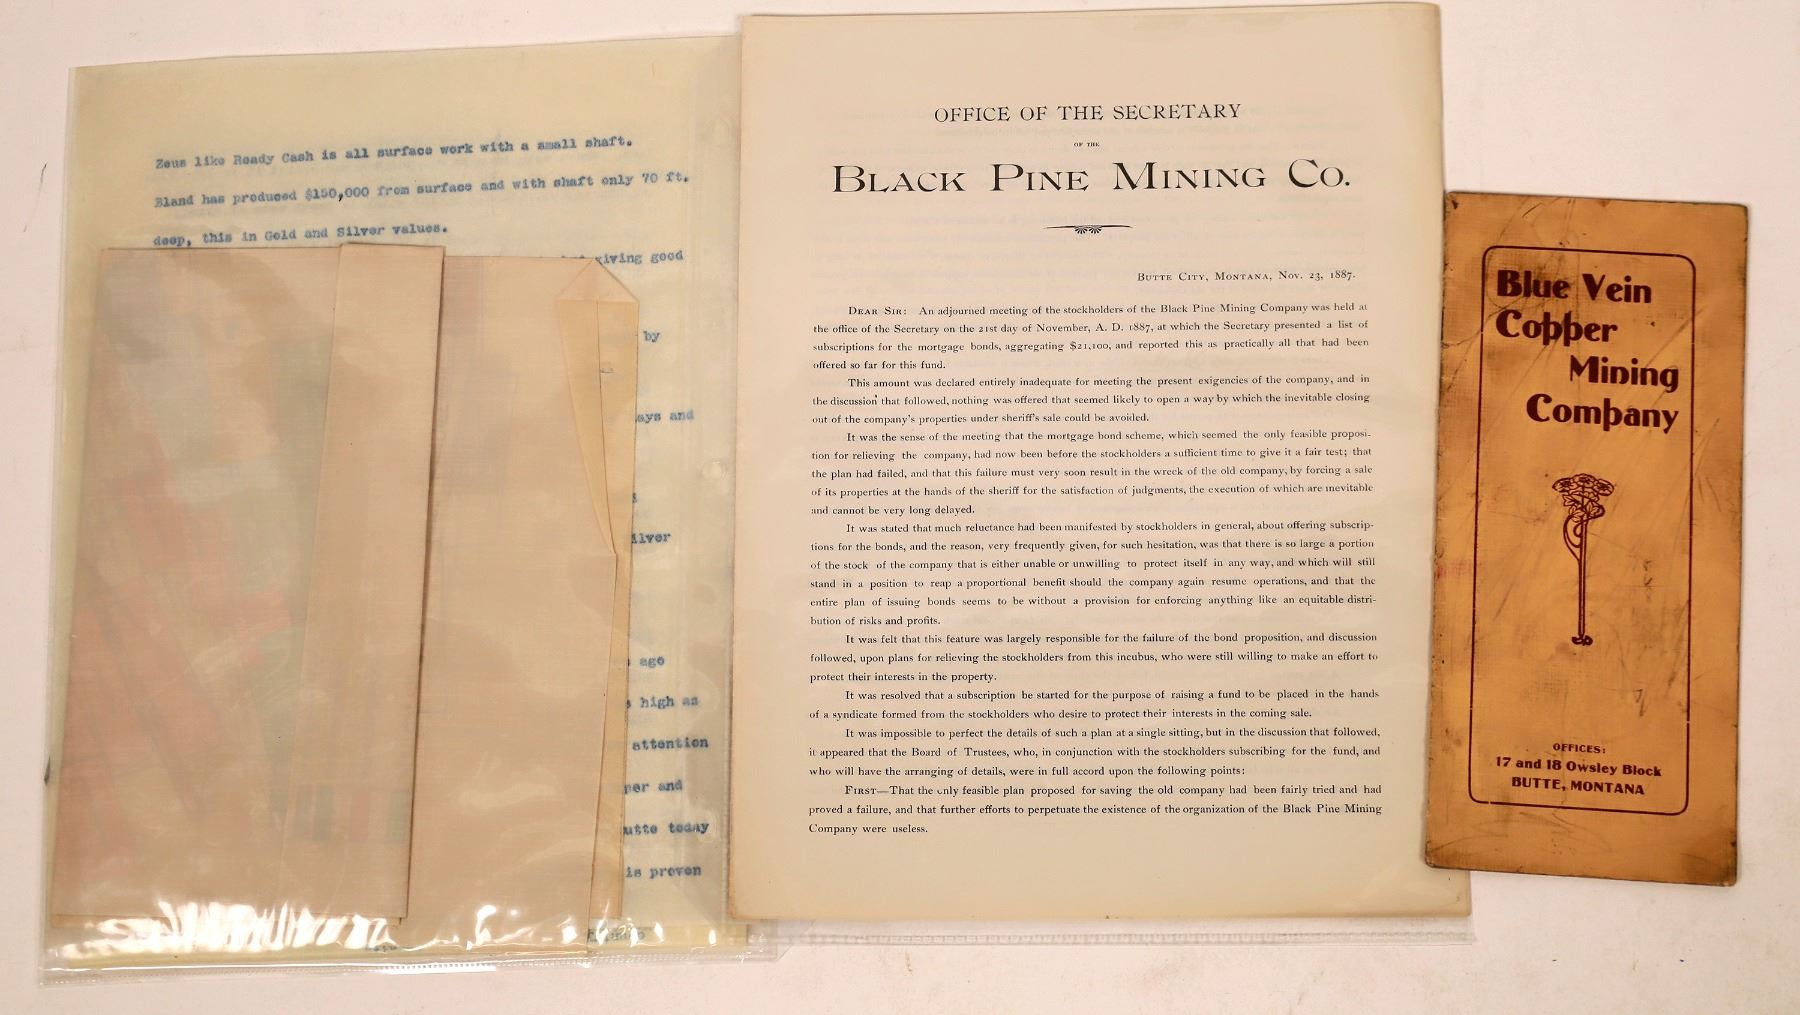 Zeus like Ready Cash is all surface work with a small shaft.
Bland has produced $150,000 from surface and with shaft only 70 ft.
deep, this in Gold and Silver values.
giving good
by
ays and
ilver
ago
high as
attention
per and
utte today
is proven
OFFICE OF THE SECRETARY
OF THE
BLACK PINE MINING CO.
BUTTE CITY, MONTANA, NOV. 23, 1887.
DEAR SIR: An adjourned meeting of the stockholders of the Black Pine Mining Company was held at
the office of the Secretary on the 21st day of November, A. D. 1887, at which the Secretary presented a list of
subscriptions for the mortgage bonds, aggregating $21,100, and reported this as practically all that had been
offered so far for this fund.
This amount was declared entirely inadequate for meeting the present exigencies of the company, and in
the discussion that followed, nothing was offered that seemed likely to open a way by which the inevitable closing
out of the company's properties under sheriff's sale could be avoided.
It was the sense of the meeting that the mortgage bond scheme, which seemed the only feasible proposi-
tion for relieving the company, had now been before the stockholders a sufficient time to give it a fair test; that
the plan had failed, and that this failure must very soon result in the wreck of the old company, by forcing a sale
of its properties at the hands of the sheriff for the satisfaction of judgments, the execution of which are inevitable
and cannot be very long delayed.
It was stated that much reluctance had been manifested by stockholders in general, about offering subscrip-
tions for the bonds, and the reason, very frequently given, for such hesitation, was that there is so large a portion
of the stock of the company that is either unable or unwilling to protect itself in any way, and which will still
stand in a position to reap a proportional benefit should the company again resume operations, and that the
entire plan of issuing bonds seems to be without a provision for enforcing anything like an equitable distri-
bution of risks and profits.
It was felt that this feature was largely responsible for the failure of the bond proposition, and discussion
followed, upon plans for relieving the stockholders from this incubus, who were still willing to make an effort to
protect their interests in the property.
It was resolved that a subscription be started for the purpose of raising a fund to be placed in the hands
of a syndicate formed from the stockholders who desire to protect their interests in the coming sale.
It was impossible to perfect the details of such a plan at a single sitting, but in the discussion that followed,
it appeared that the Board of Trustees, who, in conjunction with the stockholders subscribing for the fund, and
who will have the arranging of details, were in full accord upon the following points:
FIRST—That the only feasible plan proposed for saving the old company had been fairly tried and had
proved a failure, and that further efforts to perpetuate the existence of the organization of the Black Pine Mining
Company were useless.
Blue Vein
Copper
Mining
Company
OFFICES:
17 and 18 Owsley Block
BUTTE, MONTANA